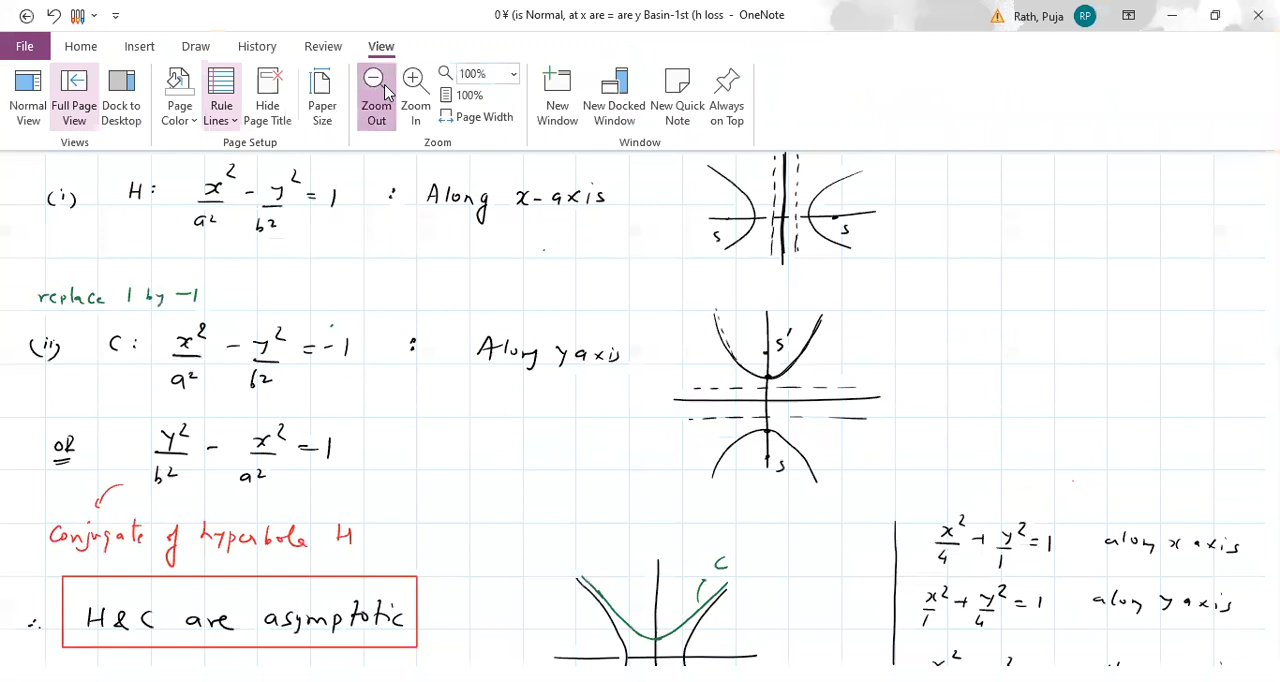 0 ¥ (is Normal, at x are = are y Basin-1st (h loss - OneNote
Rath, Puja RP
File Home Insert Draw History Review View
Normal View Full Page View Dock to Desktop Page Color Rule Lines Hide Page Title Paper Size Zoom Out Zoom In 100% 100% Page Width New Window New Docked Window New Quick Note Always on Top
Views Page Setup Zoom Window
(i) H: x²/a² - y²/b² = 1 : Along x-axis
S S
replace 1 by -1
(ii) C: x²/a² - y²/b² = -1 : Along y axis
S'
OR y²/b² - x²/a² = 1
S
Conjugate of hyperbola H
x²/4 + y²/1 = 1 along x axis
C
x²/1 + y²/4 = 1 along y axis
∴ H & C are asymptotic